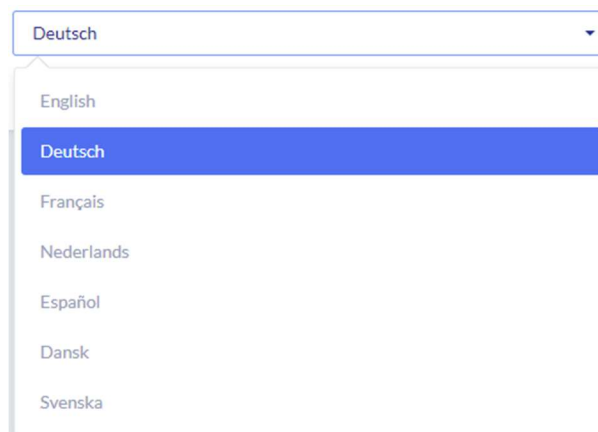 Deutsch
English
Deutsch
Français
Nederlands
Español
Dansk
Svenska